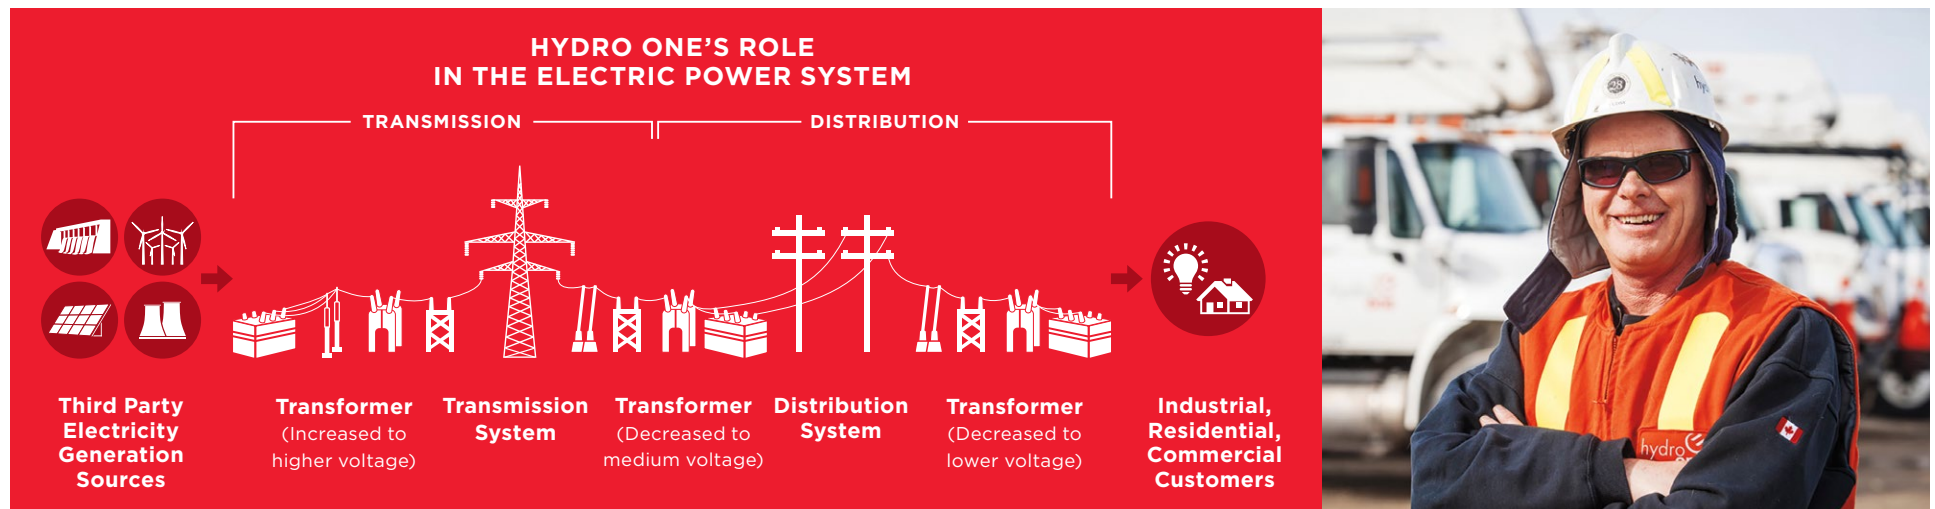 HYDRO ONE’S ROLE
IN THE ELECTRIC POWER SYSTEM
TRANSMISSION
DISTRIBUTION
Third Party
Electricity
Generation
Sources
Transformer
(Increased to
higher voltage)
Transmission
System
Transformer
(Decreased to
medium voltage)
Distribution
System
Transformer
(Decreased to
lower voltage)
Industrial,
Residential,
Commercial
Customers
hydro